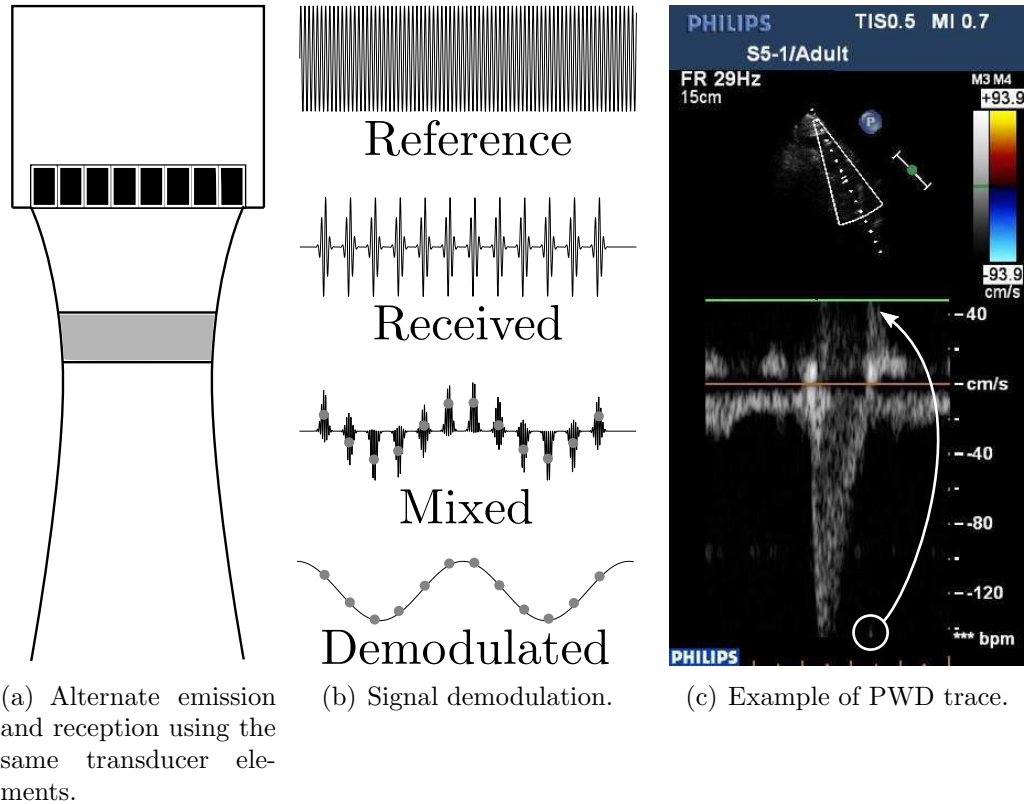 Reference
Received
Mixed
Demodulated
PHILIPS
TIS0.5 MI 0.7
S5-1/Adult
FR 29Hz
15cm
M3 M4
+93.9
P
-93.9
cm/s
40
cm/s
-40
-80
-120
*** bpm
PHILIPS
(a) Alternate emission
and reception using the
same transducer ele-
ments.
(b) Signal demodulation.
(c) Example of PWD trace.